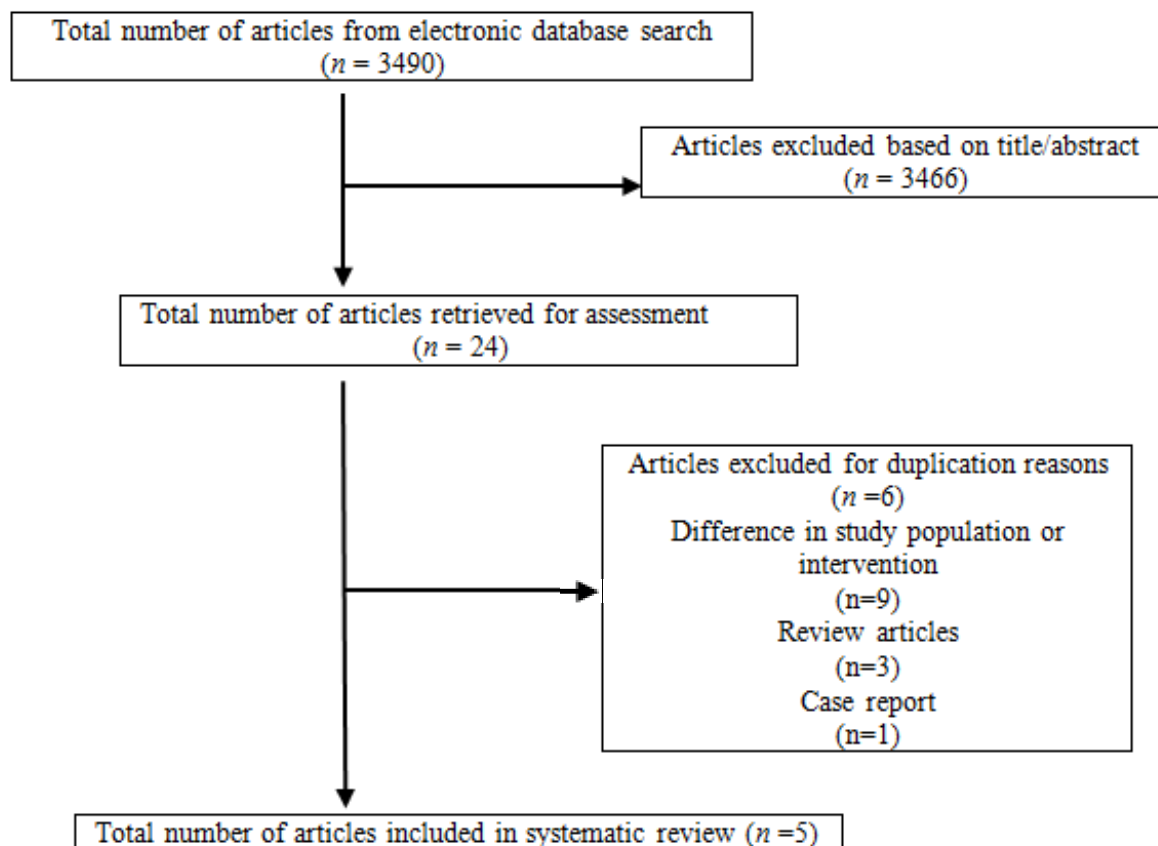 Total number of articles from electronic database search
(n = 3490)
Articles excluded based on title/abstract
(n = 3466)
Total number of articles retrieved for assessment
(n = 24)
Articles excluded for duplication reasons
(n =6)
Difference in study population or
intervention
(n=9)
Review articles
(n=3)
Case report
(n=1)
Total number of articles included in systematic review (n =5)